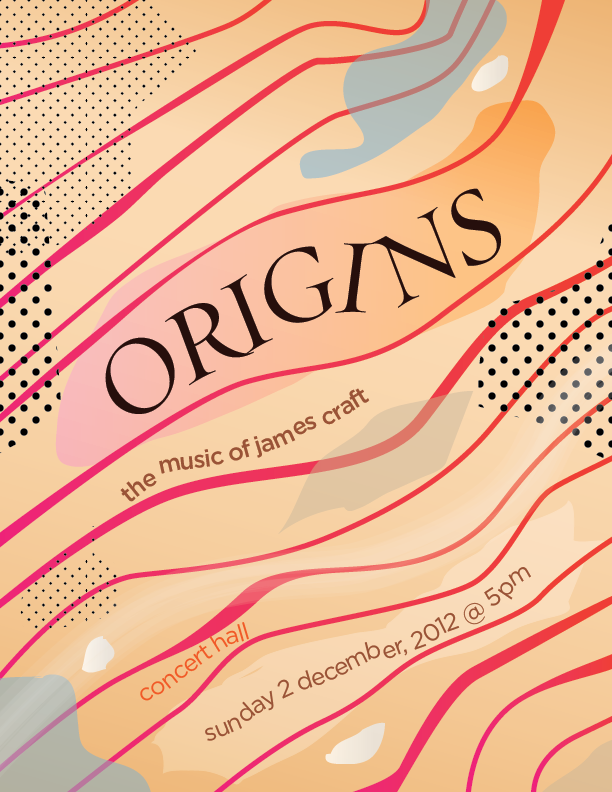 ORIGINS
the music of james craft
concert hall
sunday 2 december, 2012 @ 5pm